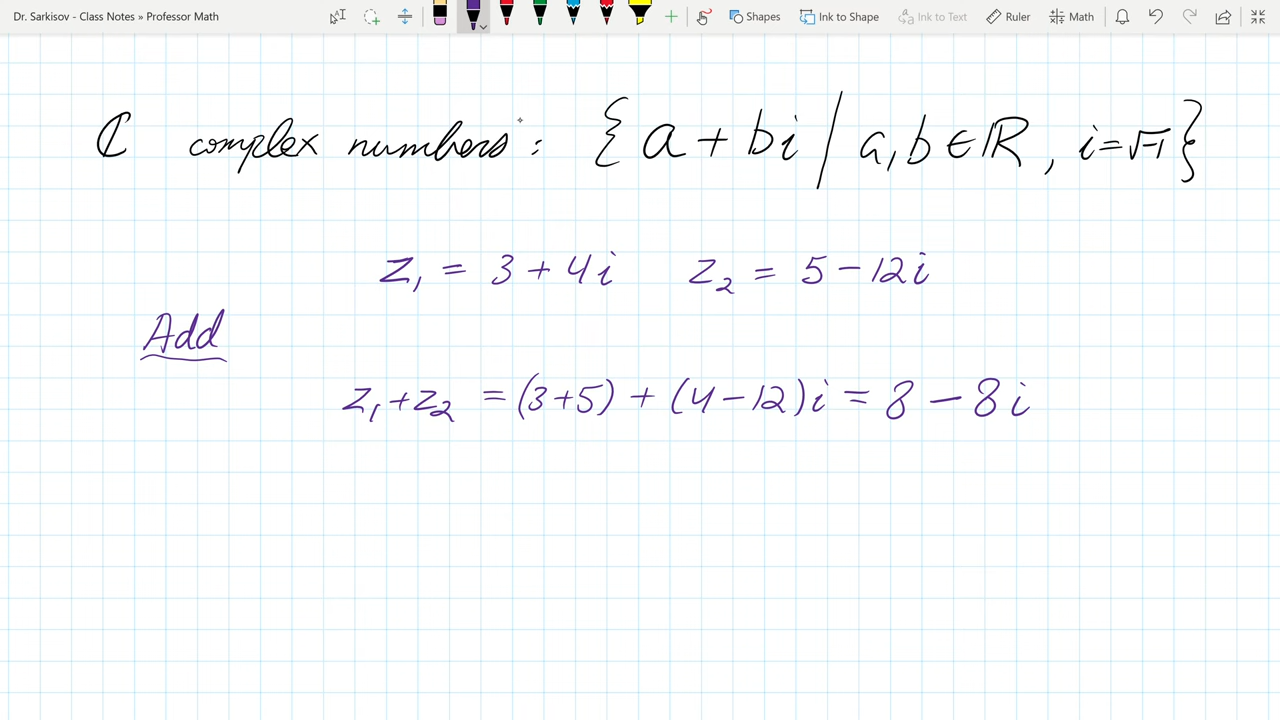 Dr. Sarkisov - Class Notes » Professor Math
Shapes Ink to Shape Ink to Text Ruler Math
ℂ complex numbers: {a + bi | a, b ∈ ℝ, i = √-1}
z₁ = 3 + 4i z₂ = 5 - 12i
Add
z₁ + z₂ = (3+5) + (4-12)i = 8 - 8i